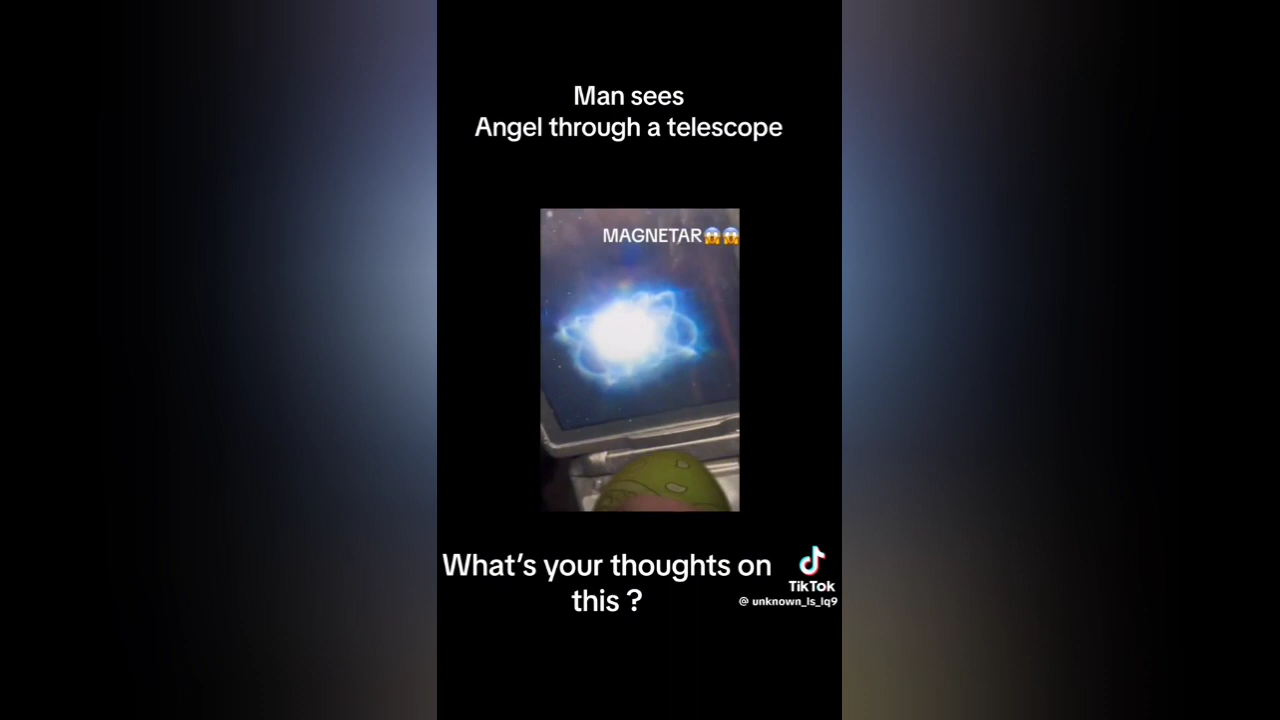 Man sees
Angel through a telescope
MAGNETAR😱😱
What's your thoughts on
this ?
TikTok
@ unknown_ls_lq9